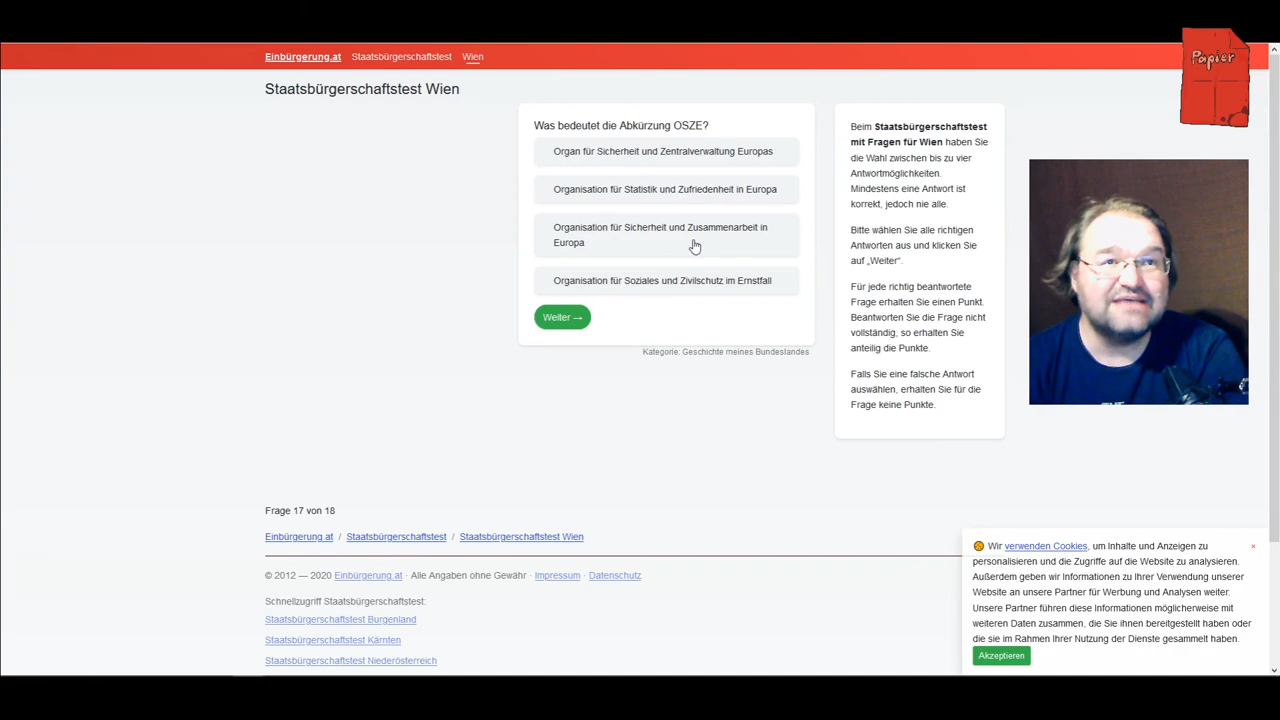 Einbürgerung.at Staatsbürgerschaftstest Wien
Papier
Staatsbürgerschaftstest Wien
Was bedeutet die Abkürzung OSZE?
Organ für Sicherheit und Zentralverwaltung Europas
Organisation für Statistik und Zufriedenheit in Europa
Organisation für Sicherheit und Zusammenarbeit in
Europa
Organisation für Soziales und Zivilschutz im Ernstfall
Weiter →
Kategorie: Geschichte meines Bundeslandes
Beim Staatsbürgerschaftstest
mit Fragen für Wien haben Sie
die Wahl zwischen bis zu vier
Antwortmöglichkeiten.
Mindestens eine Antwort ist
korrekt, jedoch nie alle.
Bitte wählen Sie alle richtigen
Antworten aus und klicken Sie
auf „Weiter“.
Für jede richtig beantwortete
Frage erhalten Sie einen Punkt.
Beantworten Sie die Frage nicht
vollständig, so erhalten Sie
anteilig die Punkte.
Falls Sie eine falsche Antwort
auswählen, erhalten Sie für die
Frage keine Punkte.
Frage 17 von 18
Einbürgerung.at / Staatsbürgerschaftstest / Staatsbürgerschaftstest Wien
© 2012 — 2020 Einbürgerung.at · Alle Angaben ohne Gewähr · Impressum · Datenschutz
Schnellzugriff Staatsbürgerschaftstest:
Staatsbürgerschaftstest Burgenland
Staatsbürgerschaftstest Kärnten
Staatsbürgerschaftstest Niederösterreich
Wir verwenden Cookies, um Inhalte und Anzeigen zu ×
personalisieren und die Zugriffe auf die Website zu analysieren.
Außerdem geben wir Informationen zu Ihrer Verwendung unserer
Website an unsere Partner für Werbung und Analysen weiter.
Unsere Partner führen diese Informationen möglicherweise mit
weiteren Daten zusammen, die Sie ihnen bereitgestellt haben oder
die sie im Rahmen Ihrer Nutzung der Dienste gesammelt haben.
Akzeptieren